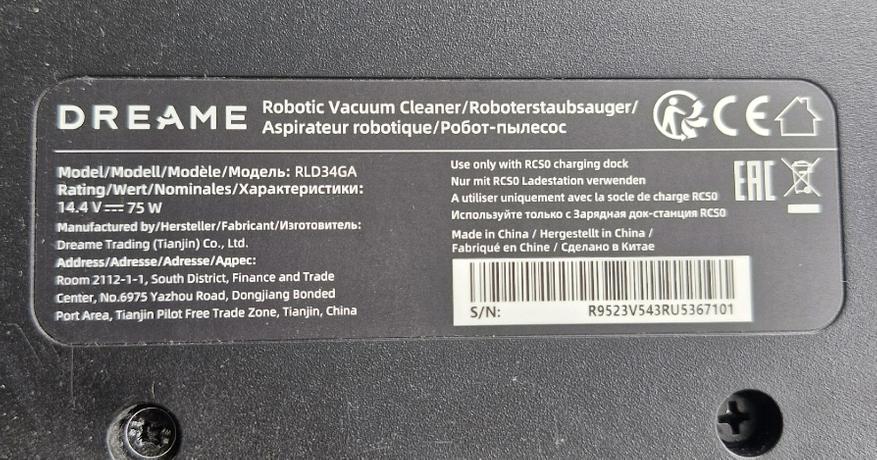 DREAME
Robotic Vacuum Cleaner/Roboterstaubsauger/
Aspirateur robotique/Робот-пылесос
CE
Model/Modell/Modèle/Модель: RLD34GA
Rating/Wert/Nominales/Характеристики:
14.4 V⎓75 W
Manufactured by/Hersteller/Fabricant/Изготовитель:
Dreame Trading (Tianjin) Co., Ltd.
Address/Adresse/Adresse/Адрес:
Room 2112-1-1, South District, Finance and Trade
Center, No.6975 Yazhou Road, Dongjiang Bonded
Port Area, Tianjin Pilot Free Trade Zone, Tianjin, China
Use only with RCS0 charging dock
Nur mit RCS0 Ladestation verwenden
A utiliser uniquement avec la socle de charge RCS0
Используйте только с Зарядная док-станция RCS0
EAC
Made in China / Hergestellt in China /
Fabriqué en Chine / Сделано в Китае
S/N: R9523V543RU5367101